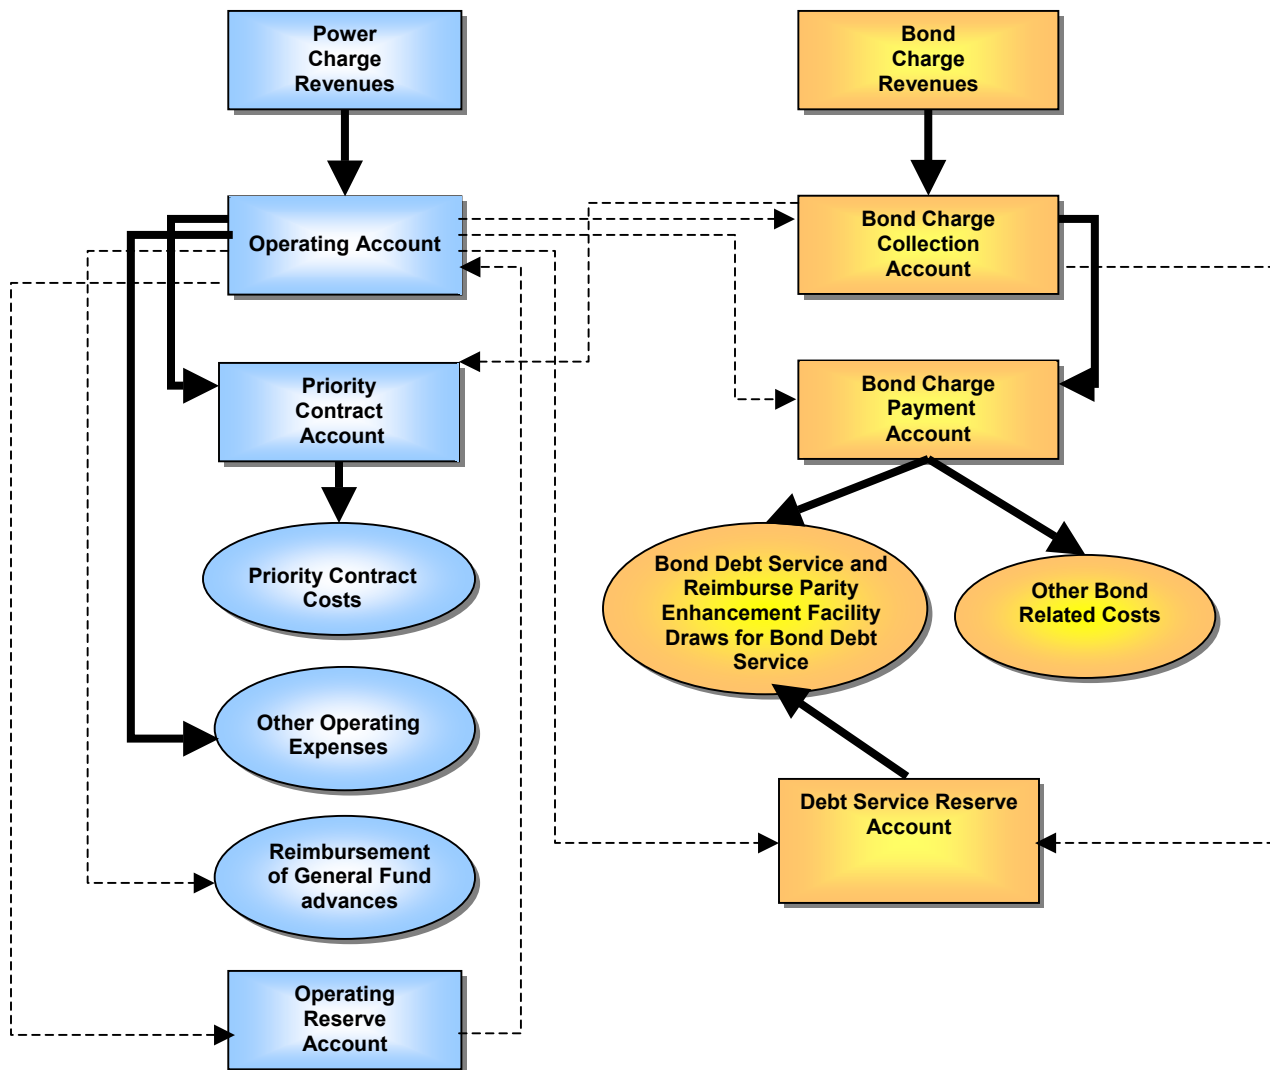 Power
Charge
Revenues
Bond
Charge
Revenues
Operating Account
Bond Charge
Collection
Account
Priority
Contract
Account
Bond Charge
Payment
Account
Priority Contract
Costs
Bond Debt Service and
Reimburse Parity
Enhancement Facility
Draws for Bond Debt
Service
Other Bond
Related Costs
Other Operating
Expenses
Debt Service Reserve
Account
Reimbursement
of General Fund
advances
Operating
Reserve
Account